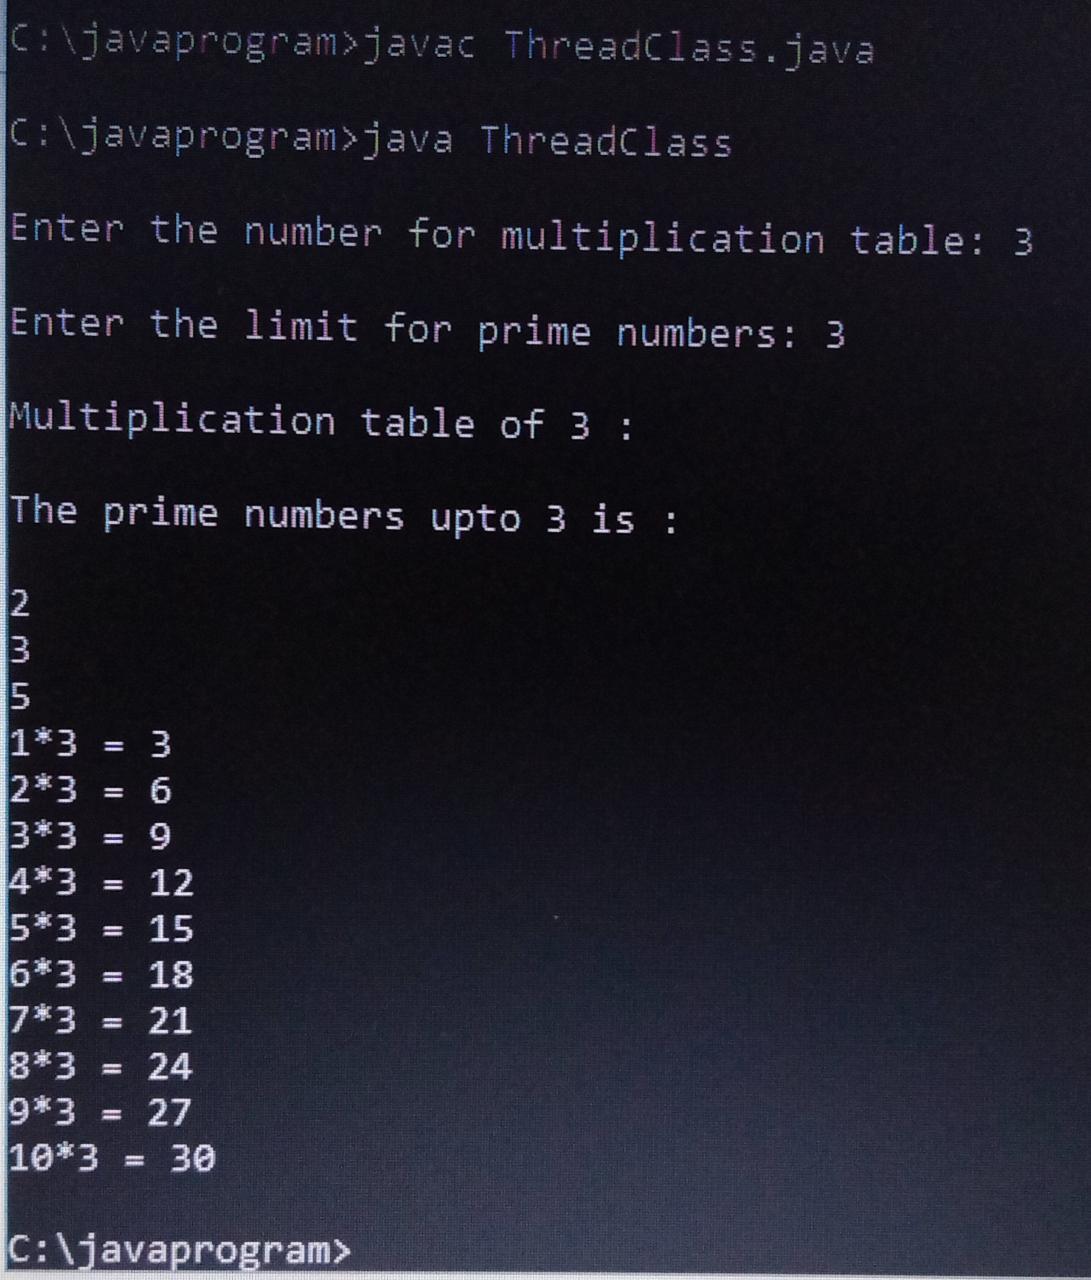 C:\javaprogram>javac ThreadClass.java
C:\javaprogram>java ThreadClass
Enter the number for multiplication table: 3
Enter the limit for prime numbers: 3
Multiplication table of 3 :
The prime numbers upto 3 is :
2
3
5
1*3 = 3
2*3 = 6
3*3 = 9
4*3 = 12
5*3 = 15
6*3 = 18
7*3 = 21
8*3 = 24
9*3 = 27
10*3 = 30
C:\javaprogram>